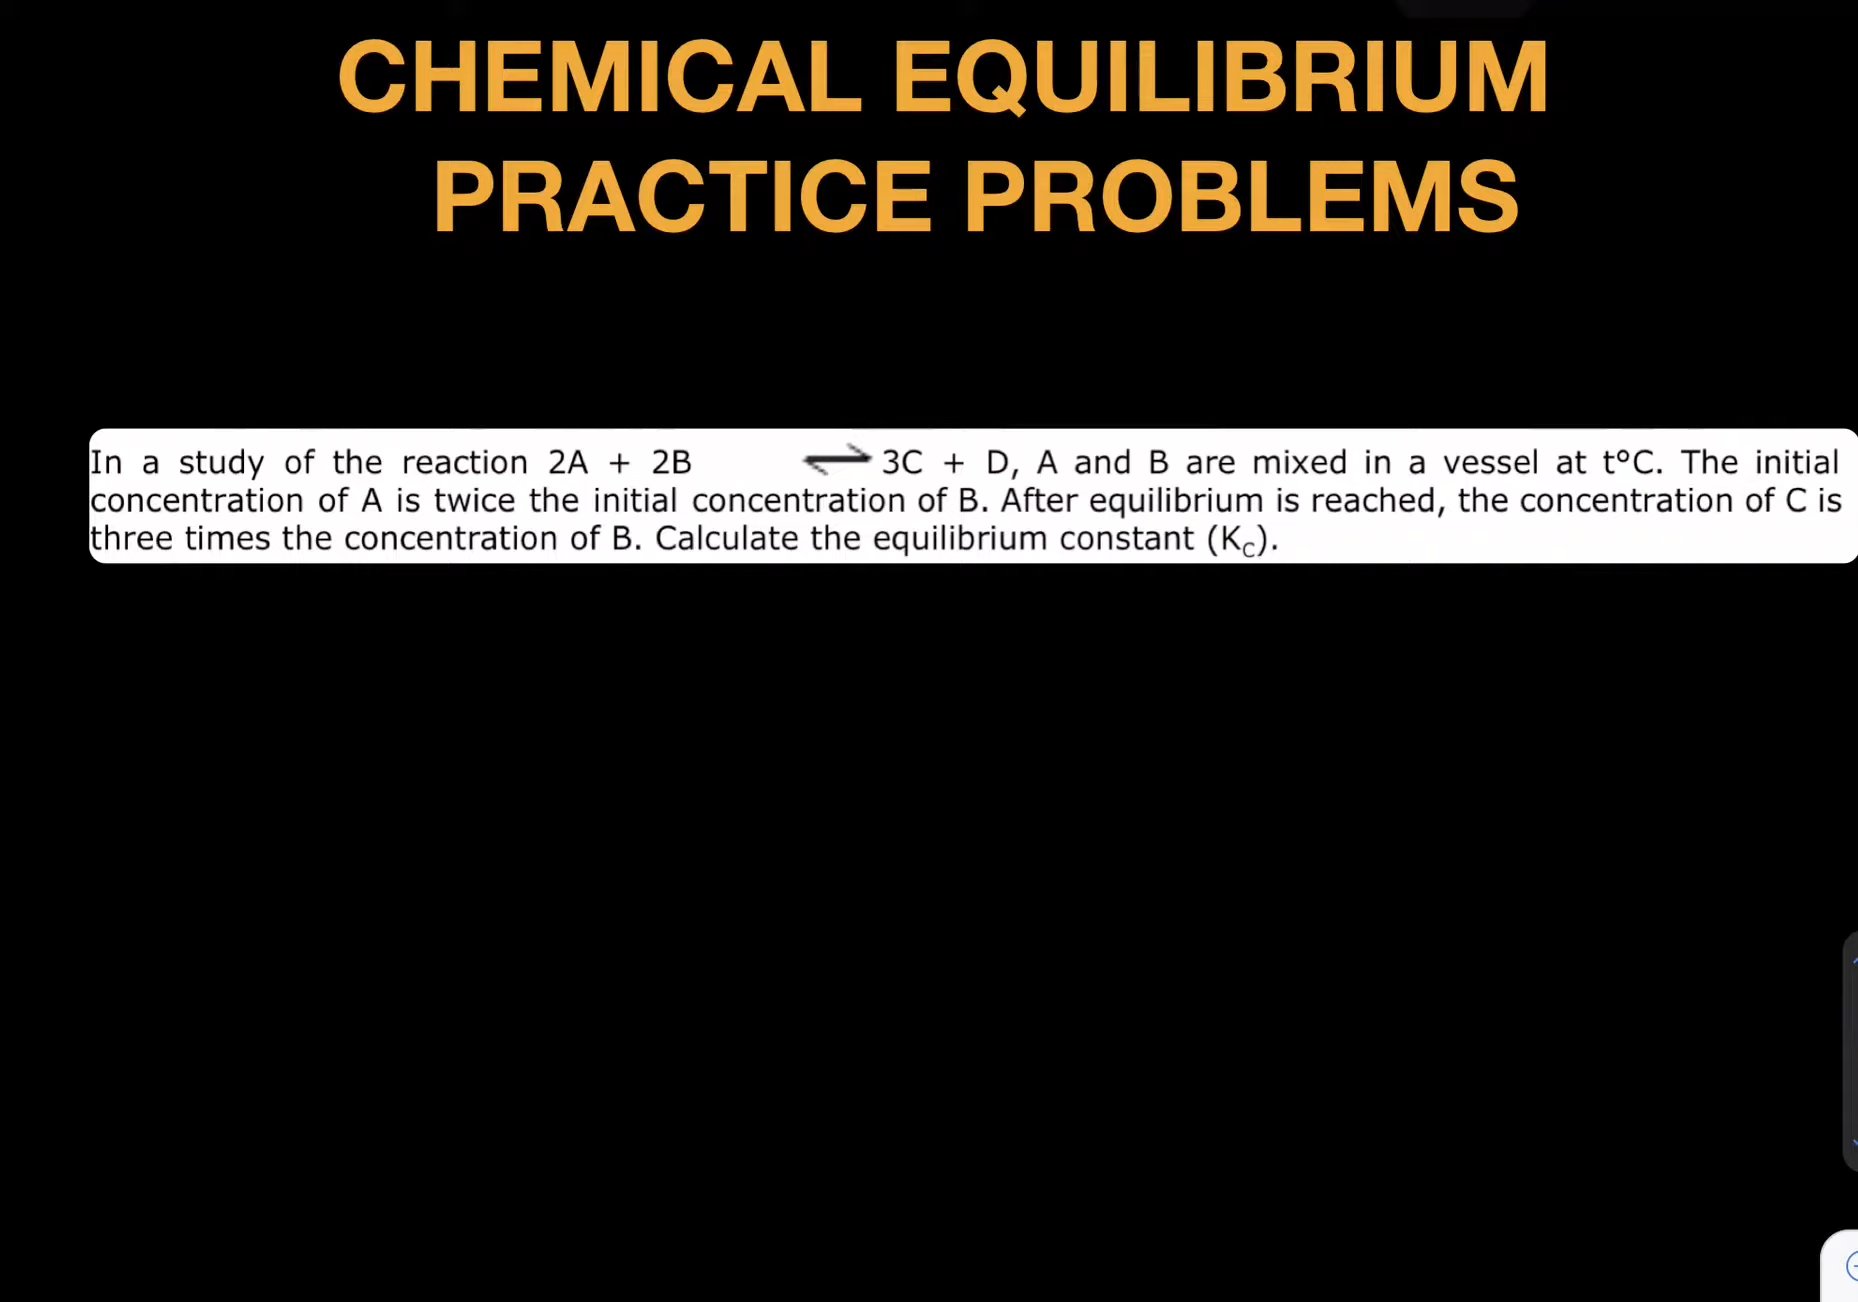 CHEMICAL EQUILIBRIUM
PRACTICE PROBLEMS
In a study of the reaction 2A + 2B ⇌ 3C + D, A and B are mixed in a vessel at t°C. The initial
concentration of A is twice the initial concentration of B. After equilibrium is reached, the concentration of C is
three times the concentration of B. Calculate the equilibrium constant (K_C).